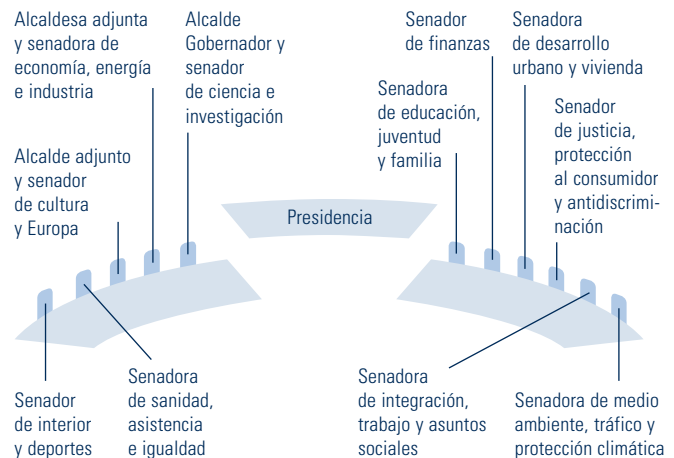 Alcaldesa adjunta
y senadora de
economía, energía
e industria
Alcalde
Gobernador y
senador
de ciencia e
investigación
Senador
de finanzas
Senadora
de desarrollo
urbano y vivienda
Senadora
de educación,
juventud
y familia
Senador
de justicia,
protección
al consumidor
y antidiscrimi-
nación
Alcalde adjunto
y senador
de cultura
y Europa
Presidencia
Senador
de interior
y deportes
Senadora
de sanidad,
asistencia
e igualdad
Senadora
de integración,
trabajo y asuntos
sociales
Senadora de medio
ambiente, tráfico y
protección climática